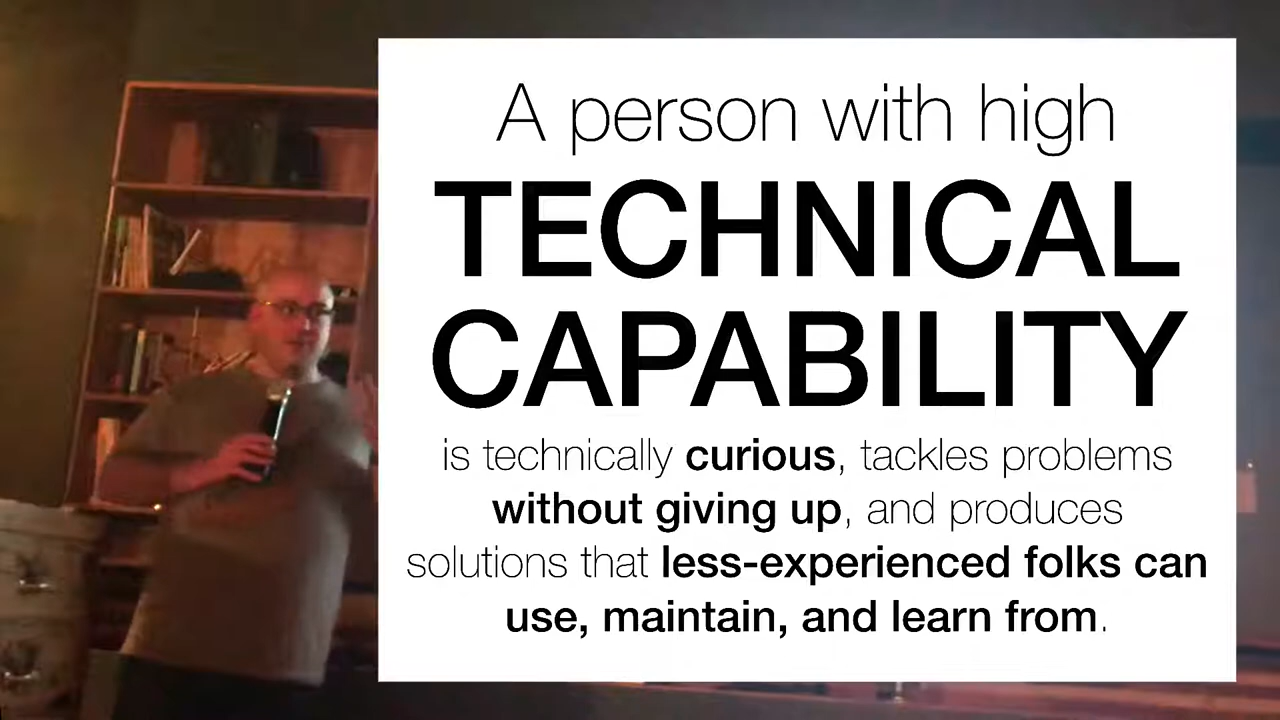 A person with high
TECHNICAL
CAPABILITY
is technically curious, tackles problems
without giving up, and produces
solutions that less-experienced folks can
use, maintain, and learn from.